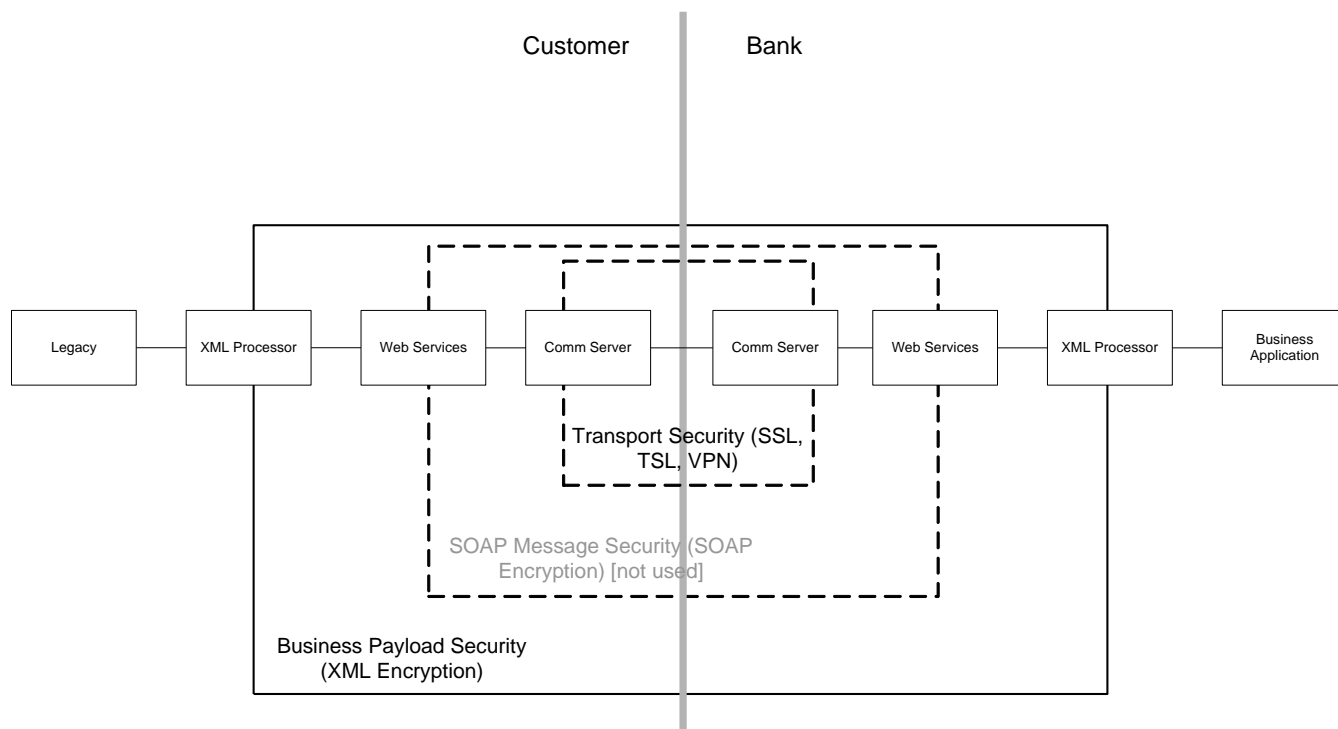 Customer
Bank
Legacy
XML Processor
Web Services
Comm Server
Comm Server
Web Services
XML Processor
Business
Application
Transport Security (SSL,
TSL, VPN)
SOAP Message Security (SOAP
Encryption) [not used]
Business Payload Security
(XML Encryption)